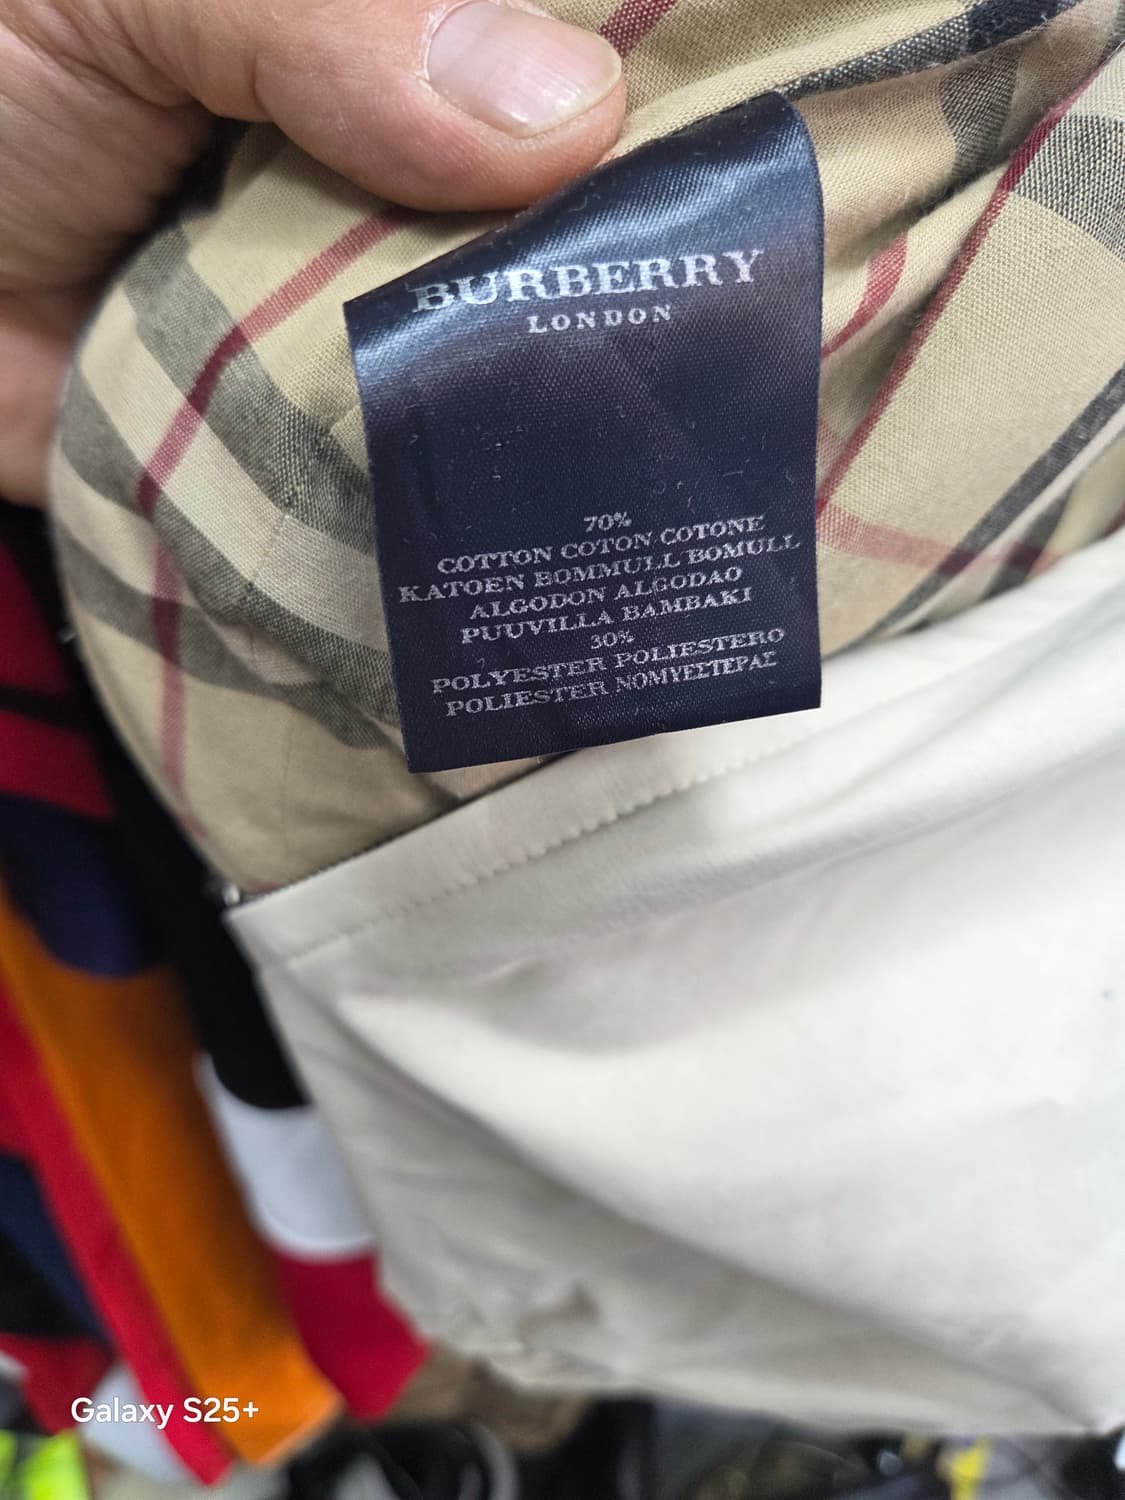 BURBERRY
LONDON
70%
COTTON COTON COTONE
KATOEN BOMMULL BOMULL
ALGODON ALGODAO
PUUVILLA BAMBAKI
30%
POLYESTER POLIESTERO
POLIESTER ΝΟΜΥΕΣΤΕΡΑΣ
Galaxy S25+